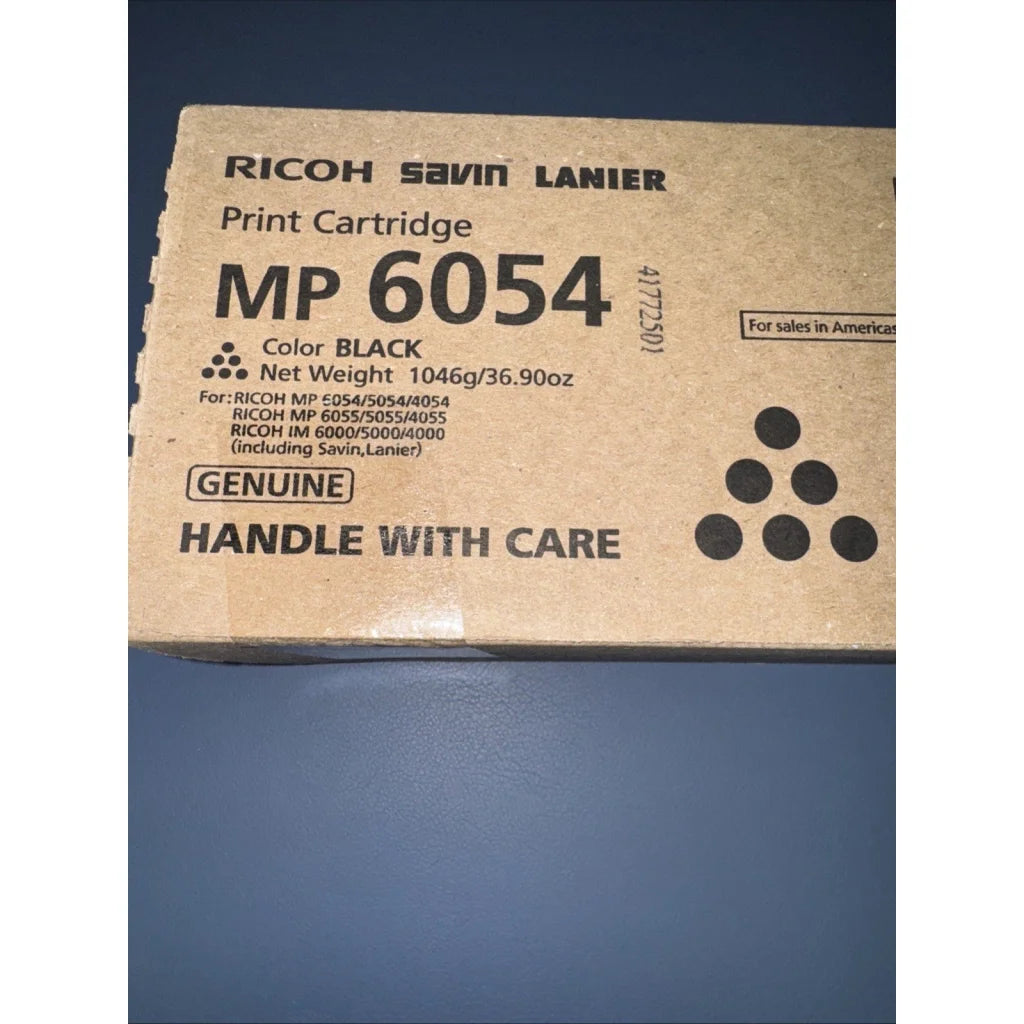 RICOH savin LANIER
Print Cartridge
MP 6054
41772501
For sales in Americas
Color BLACK
Net Weight 1046g/36.90oz
For: RICOH MP 6054/5054/4054
RICOH MP 6055/5055/4055
RICOH IM 6000/5000/4000
(including Savin,Lanier)
GENUINE
HANDLE WITH CARE